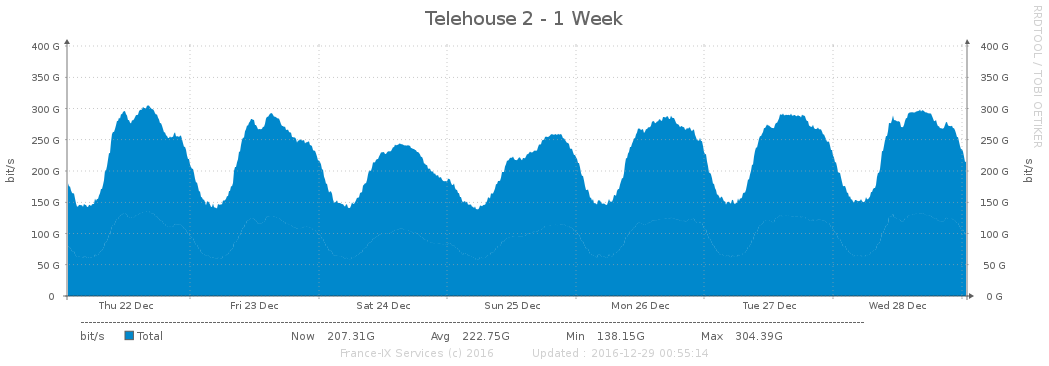 Telehouse 2 - 1 Week
RRDTOOL / TOBI OETIKER
400 G 400 G
350 G 350 G
300 G 300 G
250 G 250 G
200 G 200 G
150 G 150 G
100 G 100 G
50 G 50 G
0 0 G
bit/s bit/s
Thu 22 Dec Fri 23 Dec Sat 24 Dec Sun 25 Dec Mon 26 Dec Tue 27 Dec Wed 28 Dec
bit/s Total Now 207.31G Avg 222.75G Min 138.15G Max 304.39G
France-IX Services (c) 2016 Updated : 2016-12-29 00:55:14